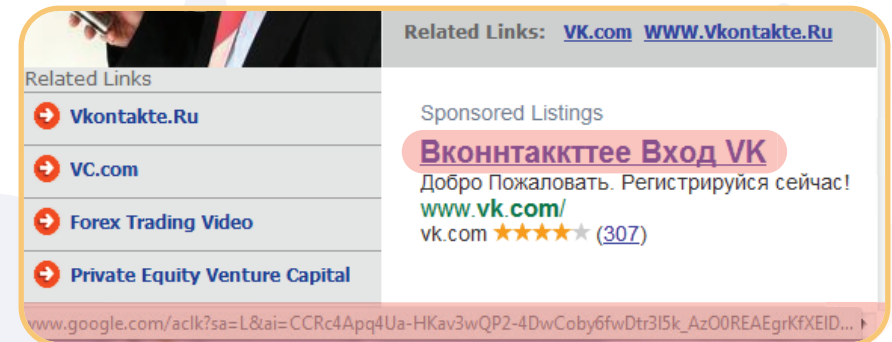 Related Links: VK.com WWW.Vkontakte.Ru
Related Links
Vkontakte.Ru
VC.com
Forex Trading Video
Private Equity Venture Capital
Sponsored Listings
Вконнтаккттее Вход VK
Добро Пожаловать. Регистрируйся сейчас!
www.vk.com/
vk.com ★★★★★ (307)
www.google.com/aclk?sa=L&ai=CCRc4Apq4Ua-HKav3wQP2-4DwCoby6fwDtr3I5k_AzO0REAEgrKfXEID...